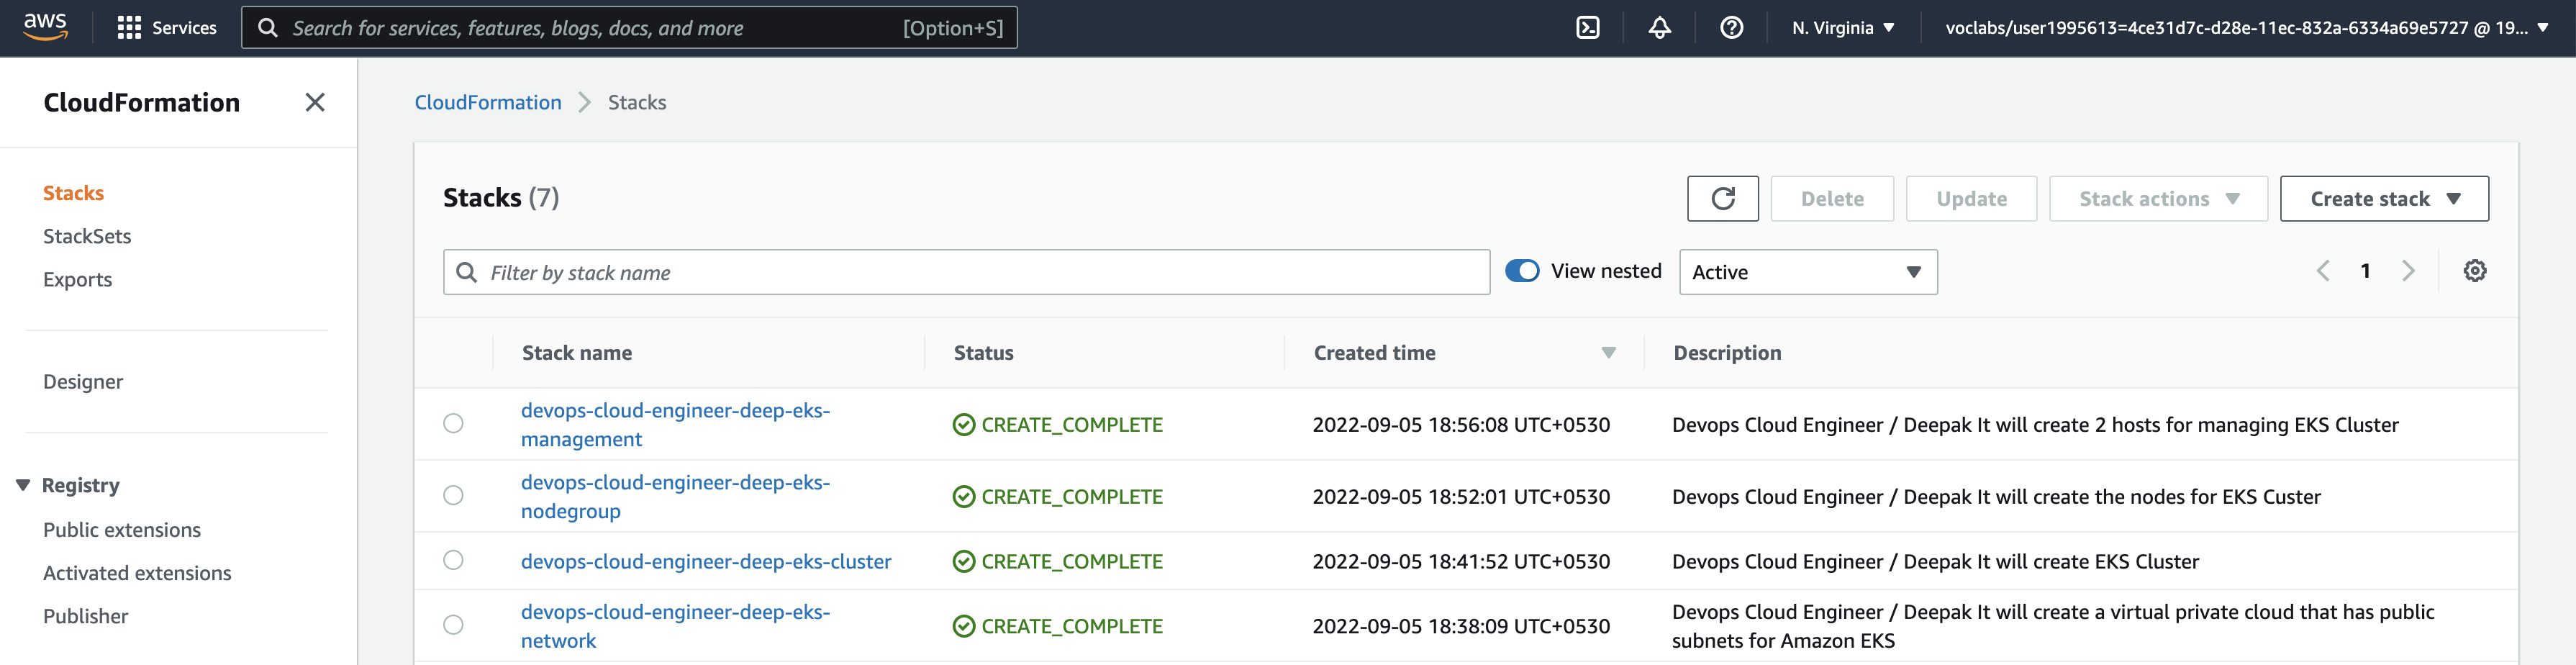 aws
Services
Search for services, features, blogs, docs, and more
[Option+S]
N. Virginia
voclabs/user1995613=4ce31d7c-d28e-11ec-832a-6334a69e5727 @ 19...
CloudFormation
Stacks
StackSets
Exports
Designer
Registry
Public extensions
Activated extensions
Publisher
CloudFormation
Stacks
Stacks (7)
Delete
Update
Stack actions
Create stack
Filter by stack name
View nested
Active
1
Stack name
Status
Created time
Description
devops-cloud-engineer-deep-eks-
management
CREATE_COMPLETE
2022-09-05 18:56:08 UTC+0530
Devops Cloud Engineer / Deepak It will create 2 hosts for managing EKS Cluster
devops-cloud-engineer-deep-eks-
nodegroup
CREATE_COMPLETE
2022-09-05 18:52:01 UTC+0530
Devops Cloud Engineer / Deepak It will create the nodes for EKS Custer
devops-cloud-engineer-deep-eks-cluster
CREATE_COMPLETE
2022-09-05 18:41:52 UTC+0530
Devops Cloud Engineer / Deepak It will create EKS Cluster
devops-cloud-engineer-deep-eks-
network
CREATE_COMPLETE
2022-09-05 18:38:09 UTC+0530
Devops Cloud Engineer / Deepak It will create a virtual private cloud that has public
subnets for Amazon EKS